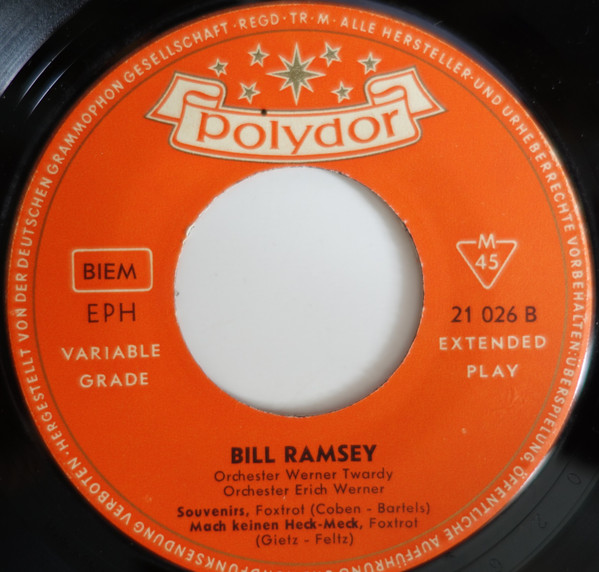 HERGESTELLT VON DER DEUTSCHEN GRAMMOPHON GESELLSCHAFT · REGD · TR · M · ALLE HERSTELLER- UND URHEBERRECHTE VORBEHALTEN · ÜBERSPIELUNG, ÖFFENTLICHE AUFFÜHRUNG FUNKSENDUNG VERBOTEN ·
Polydor
BIEM
EPH
VARIABLE
GRADE
M
45
21 026 B
EXTENDED
PLAY
BILL RAMSEY
Orchester Werner Twardy
Orchester Erich Werner
Souvenirs, Foxtrot (Coben - Bartels)
Mach keinen Heck-Meck, Foxtrot
(Gietz - Feltz)